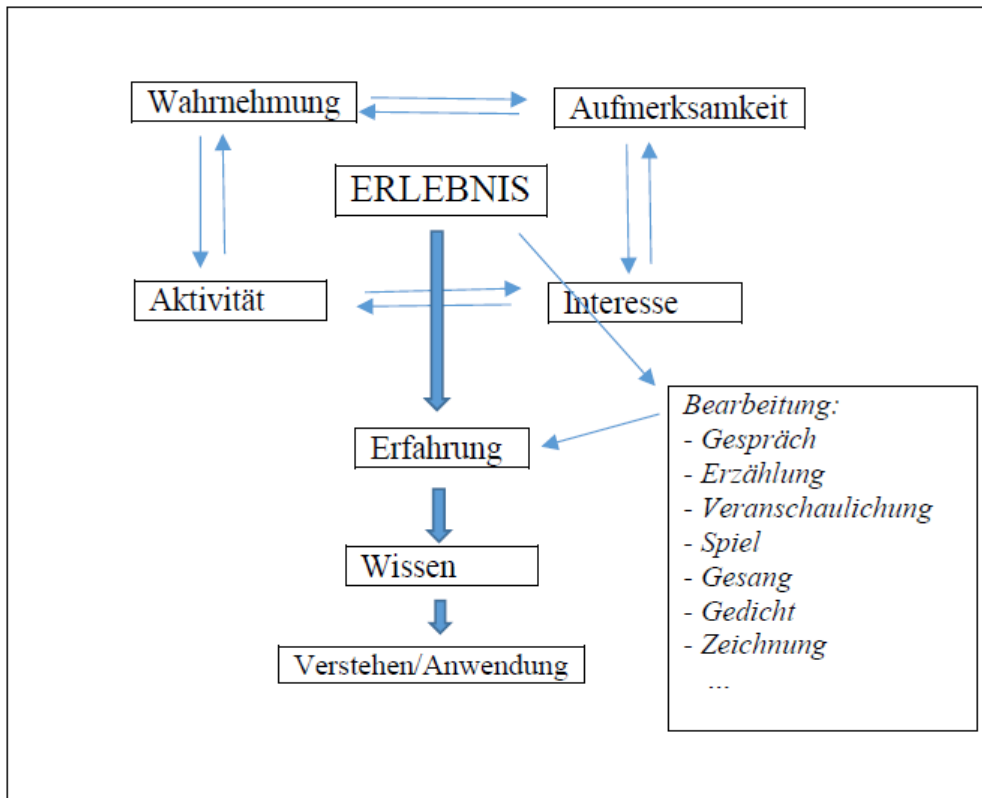 Wahrnehmung
Aufmerksamkeit
ERLEBNIS
Aktivität
Interesse
Bearbeitung:
- Gespräch
- Erzählung
- Veranschaulichung
- Spiel
- Gesang
- Gedicht
- Zeichnung
...
Erfahrung
Wissen
Verstehen/Anwendung